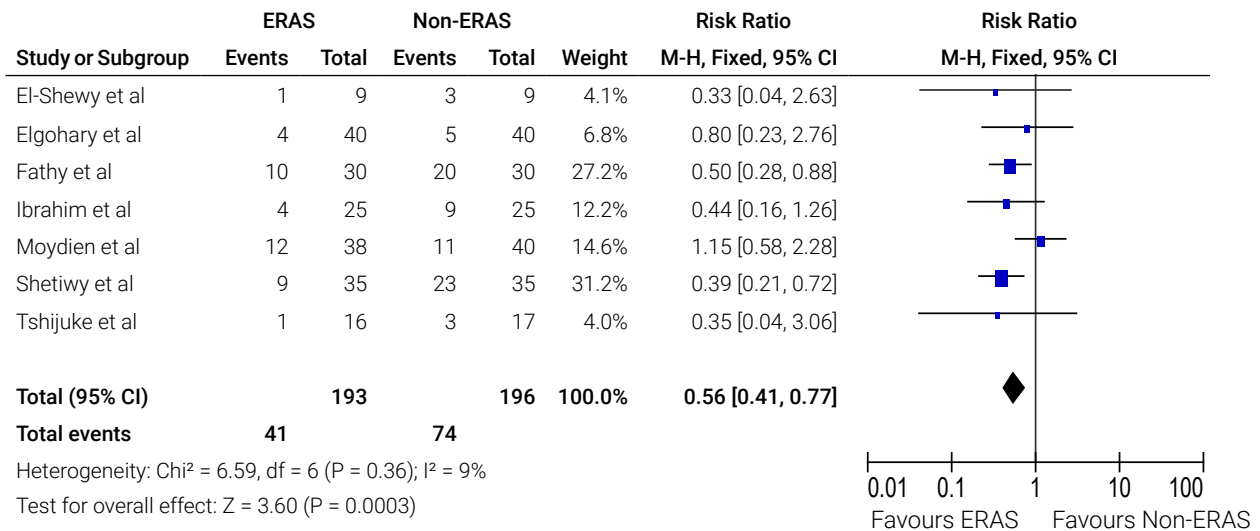 ERAS Non-ERAS Risk Ratio Risk Ratio
Study or Subgroup Events Total Events Total Weight M-H, Fixed, 95% CI M-H, Fixed, 95% CI
El-Shewy et al 1 9 3 9 4.1% 0.33 [0.04, 2.63]
Elgohary et al 4 40 5 40 6.8% 0.80 [0.23, 2.76]
Fathy et al 10 30 20 30 27.2% 0.50 [0.28, 0.88]
Ibrahim et al 4 25 9 25 12.2% 0.44 [0.16, 1.26]
Moydien et al 12 38 11 40 14.6% 1.15 [0.58, 2.28]
Shetiwy et al 9 35 23 35 31.2% 0.39 [0.21, 0.72]
Tshijuke et al 1 16 3 17 4.0% 0.35 [0.04, 3.06]
Total (95% CI) 193 196 100.0% 0.56 [0.41, 0.77]
Total events 41 74
Heterogeneity: Chi² = 6.59, df = 6 (P = 0.36); I² = 9%
Test for overall effect: Z = 3.60 (P = 0.0003)
0.01 0.1 1 10 100
Favours ERAS Favours Non-ERAS